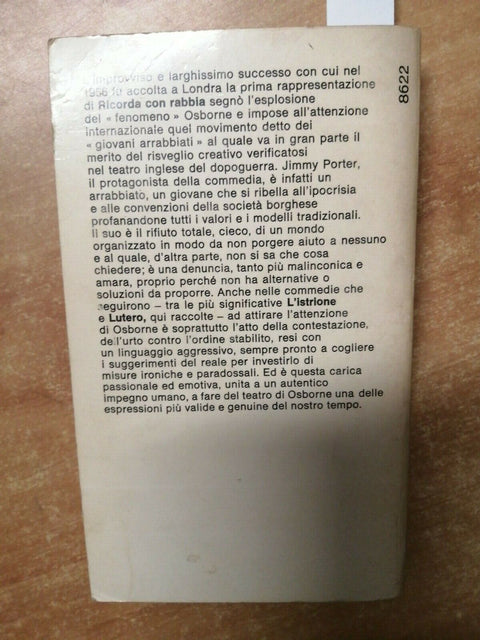 L'improvviso e larghissimo successo con cui nel
1956 fu accolta a Londra la prima rappresentazione
di Ricorda con rabbia segnò l'esplosione
del « fenomeno » Osborne e impose all'attenzione
internazionale quel movimento detto dei
« giovani arrabbiati » al quale va in gran parte il
merito del risveglio creativo verificatosi
nel teatro inglese del dopoguerra. Jimmy Porter,
il protagonista della commedia, è infatti un
arrabbiato, un giovane che si ribella all'ipocrisia
e alle convenzioni della società borghese
profanandone tutti i valori e i modelli tradizionali.
Il suo è il rifiuto totale, cieco, di un mondo
organizzato in modo da non porgere aiuto a nessuno
e al quale, d'altra parte, non si sa che cosa
chiedere; è una denuncia, tanto più malinconica e
amara, proprio perché non ha alternative o
soluzioni da proporre. Anche nelle commedie che
seguirono – tra le più significative L'istrione
e Lutero, qui raccolte – ad attirare l'attenzione
di Osborne è soprattutto l'atto della contestazione,
dell'urto contro l'ordine stabilito, resi con
un linguaggio aggressivo, sempre pronto a cogliere
i suggerimenti del reale per investirlo di
misure ironiche e paradossali. Ed è questa carica
passionale ed emotiva, unita a un autentico
impegno umano, a fare del teatro di Osborne una delle
espressioni più valide e genuine del nostro tempo.
8622